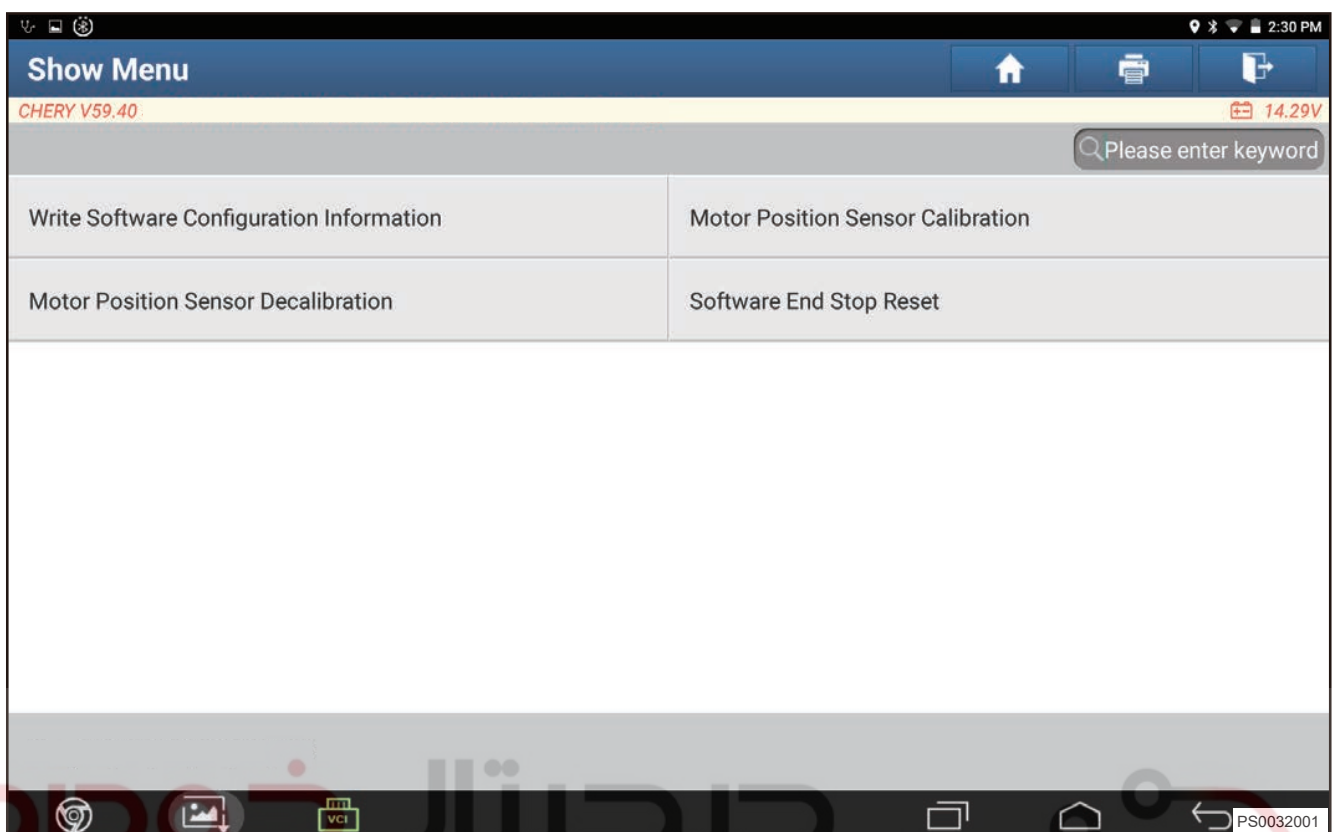 2:30 PM
Show Menu
CHERY V59.40
14.29V
Please enter keyword
Write Software Configuration Information
Motor Position Sensor Calibration
Motor Position Sensor Decalibration
Software End Stop Reset
VCI
PS0032001